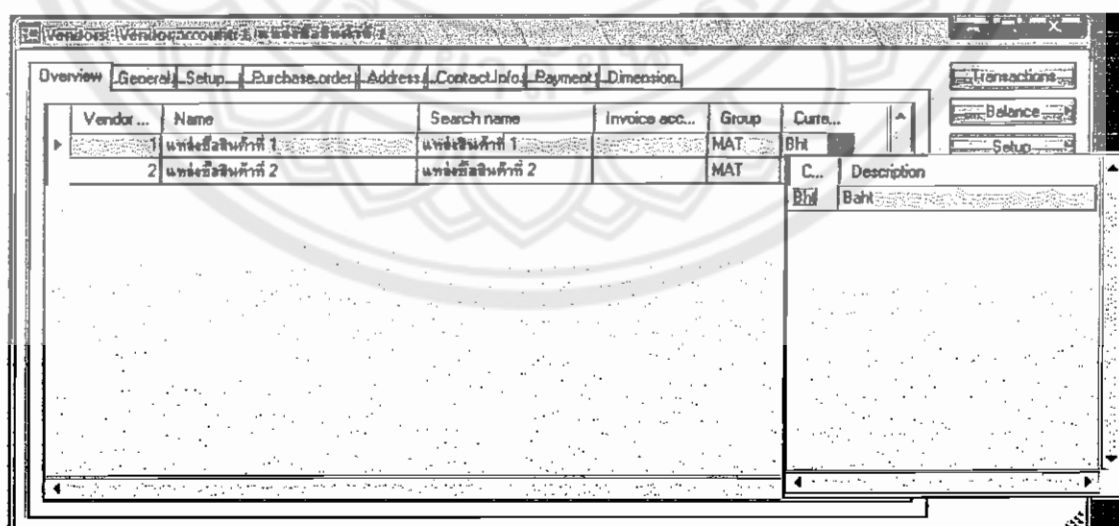 Vendors: Vendor account: 1, แหล่งซื้อสินค้าที่ 1
Overview General Setup Purchase order Address Contact Info Payment Dimension
Transactions
Balance
Setup
Vendor ... Name Search name Invoice acc... Group Curre...
1 แหล่งซื้อสินค้าที่ 1 แหล่งสินค้าที่ 1 MAT Bht
2 แหล่งซื้อสินค้าที่ 2 แหล่งซื้อสินค้าที่ 2 MAT
C... Description
Bht Baht